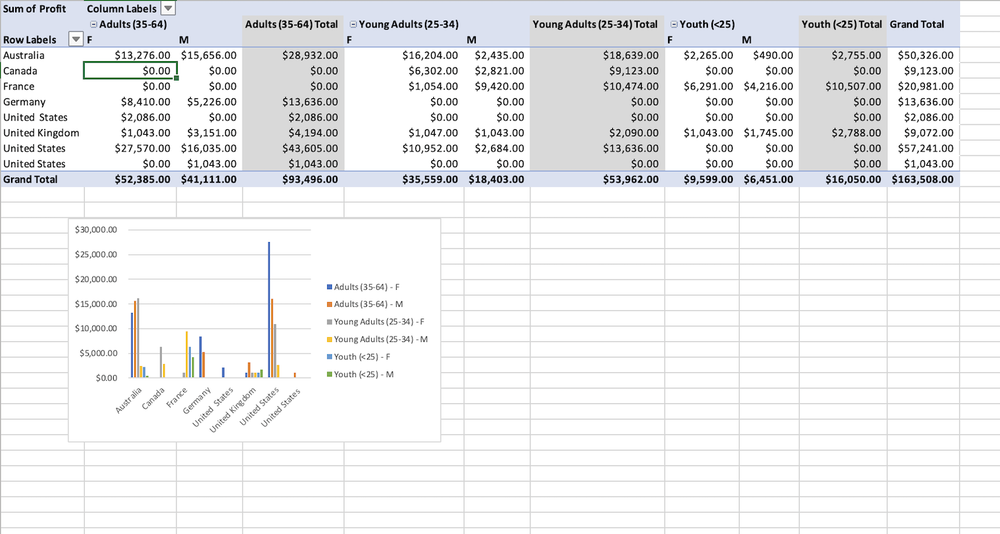 Sum of Profit Column Labels
Adults (35-64) Adults (35-64) Total Young Adults (25-34) Young Adults (25-34) Total Youth (<25) Youth (<25) Total Grand Total
Row Labels F M F M F M
Australia $13,276.00 $15,656.00 $28,932.00 $16,204.00 $2,435.00 $18,639.00 $2,265.00 $490.00 $2,755.00 $50,326.00
Canada $0.00 $0.00 $0.00 $6,302.00 $2,821.00 $9,123.00 $0.00 $0.00 $0.00 $9,123.00
France $0.00 $0.00 $0.00 $1,054.00 $9,420.00 $10,474.00 $6,291.00 $4,216.00 $10,507.00 $20,981.00
Germany $8,410.00 $5,226.00 $13,636.00 $0.00 $0.00 $0.00 $0.00 $0.00 $0.00 $13,636.00
United  States $2,086.00 $0.00 $2,086.00 $0.00 $0.00 $0.00 $0.00 $0.00 $0.00 $2,086.00
United Kingdom $1,043.00 $3,151.00 $4,194.00 $1,047.00 $1,043.00 $2,090.00 $1,043.00 $1,745.00 $2,788.00 $9,072.00
United States $27,570.00 $16,035.00 $43,605.00 $10,952.00 $2,684.00 $13,636.00 $0.00 $0.00 $0.00 $57,241.00
United States $0.00 $1,043.00 $1,043.00 $0.00 $0.00 $0.00 $0.00 $0.00 $0.00 $1,043.00
Grand Total $52,385.00 $41,111.00 $93,496.00 $35,559.00 $18,403.00 $53,962.00 $9,599.00 $6,451.00 $16,050.00 $163,508.00
$30,000.00
$25,000.00
$20,000.00
$15,000.00
$10,000.00
$5,000.00
$0.00
Australia
Canada
France
Germany
United  States
United Kingdom
United States
United States
Adults (35-64) - F
Adults (35-64) - M
Young Adults (25-34) - F
Young Adults (25-34) - M
Youth (<25) - F
Youth (<25) - M